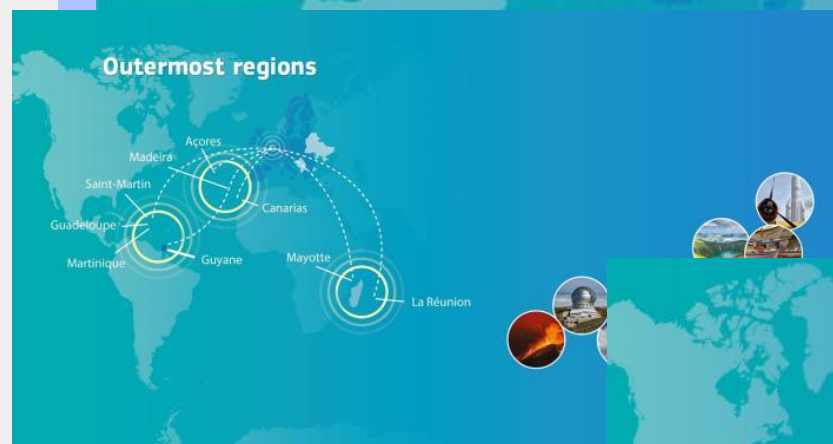 Outermost regions
Açores
Madeira
Saint-Martin
Canarias
Guadeloupe
Martinique
Guyane
Mayotte
La Réunion